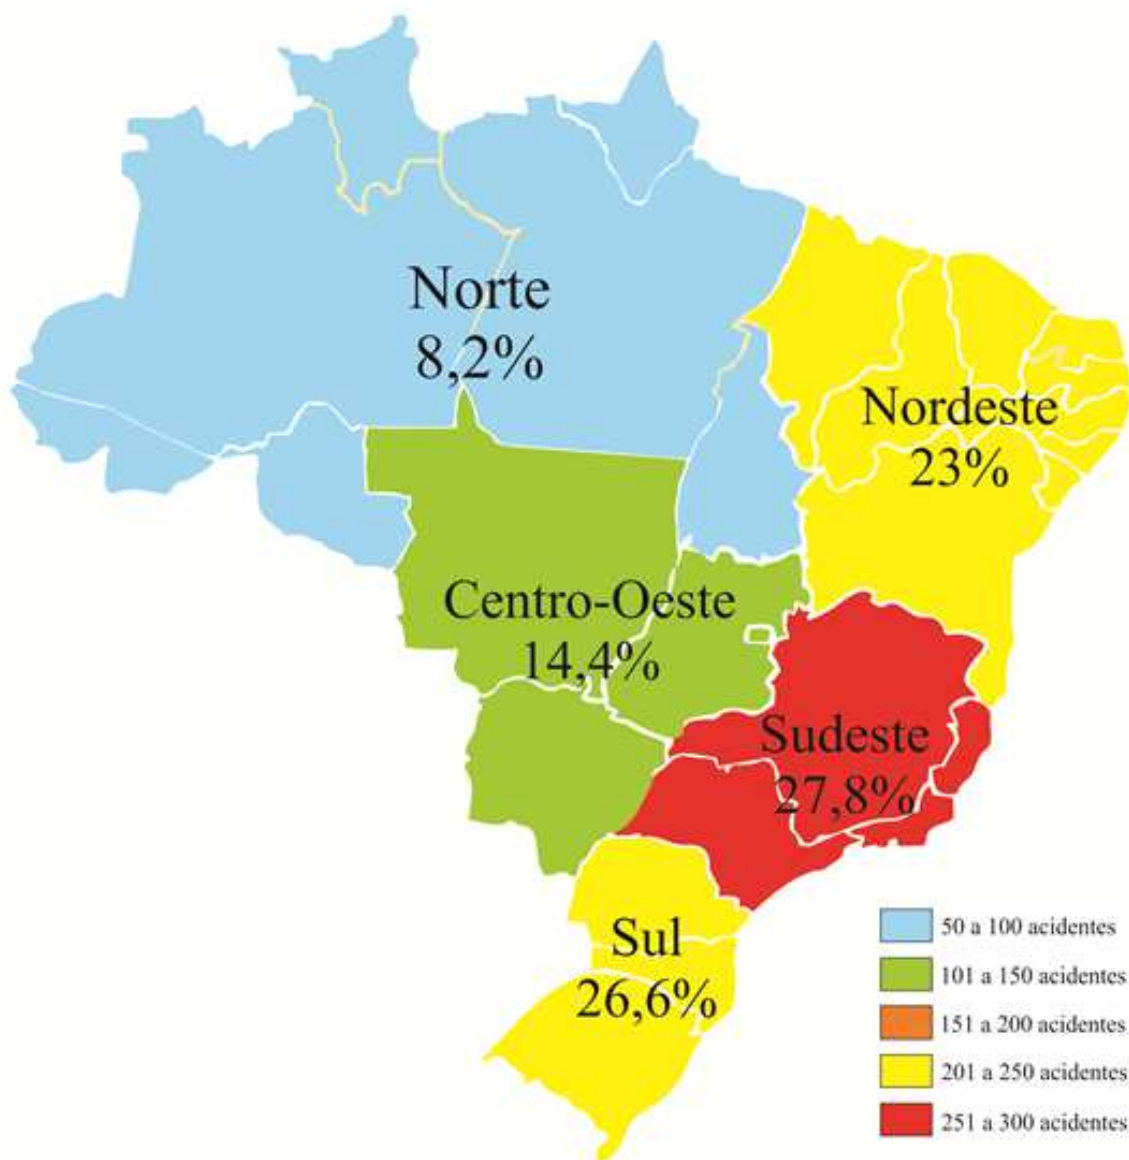 Norte
8,2%
Nordeste
23%
Centro-Oeste
14,4%
Sudeste
27,8%
Sul
26,6%
50 a 100 acidentes
101 a 150 acidentes
151 a 200 acidentes
201 a 250 acidentes
251 a 300 acidentes